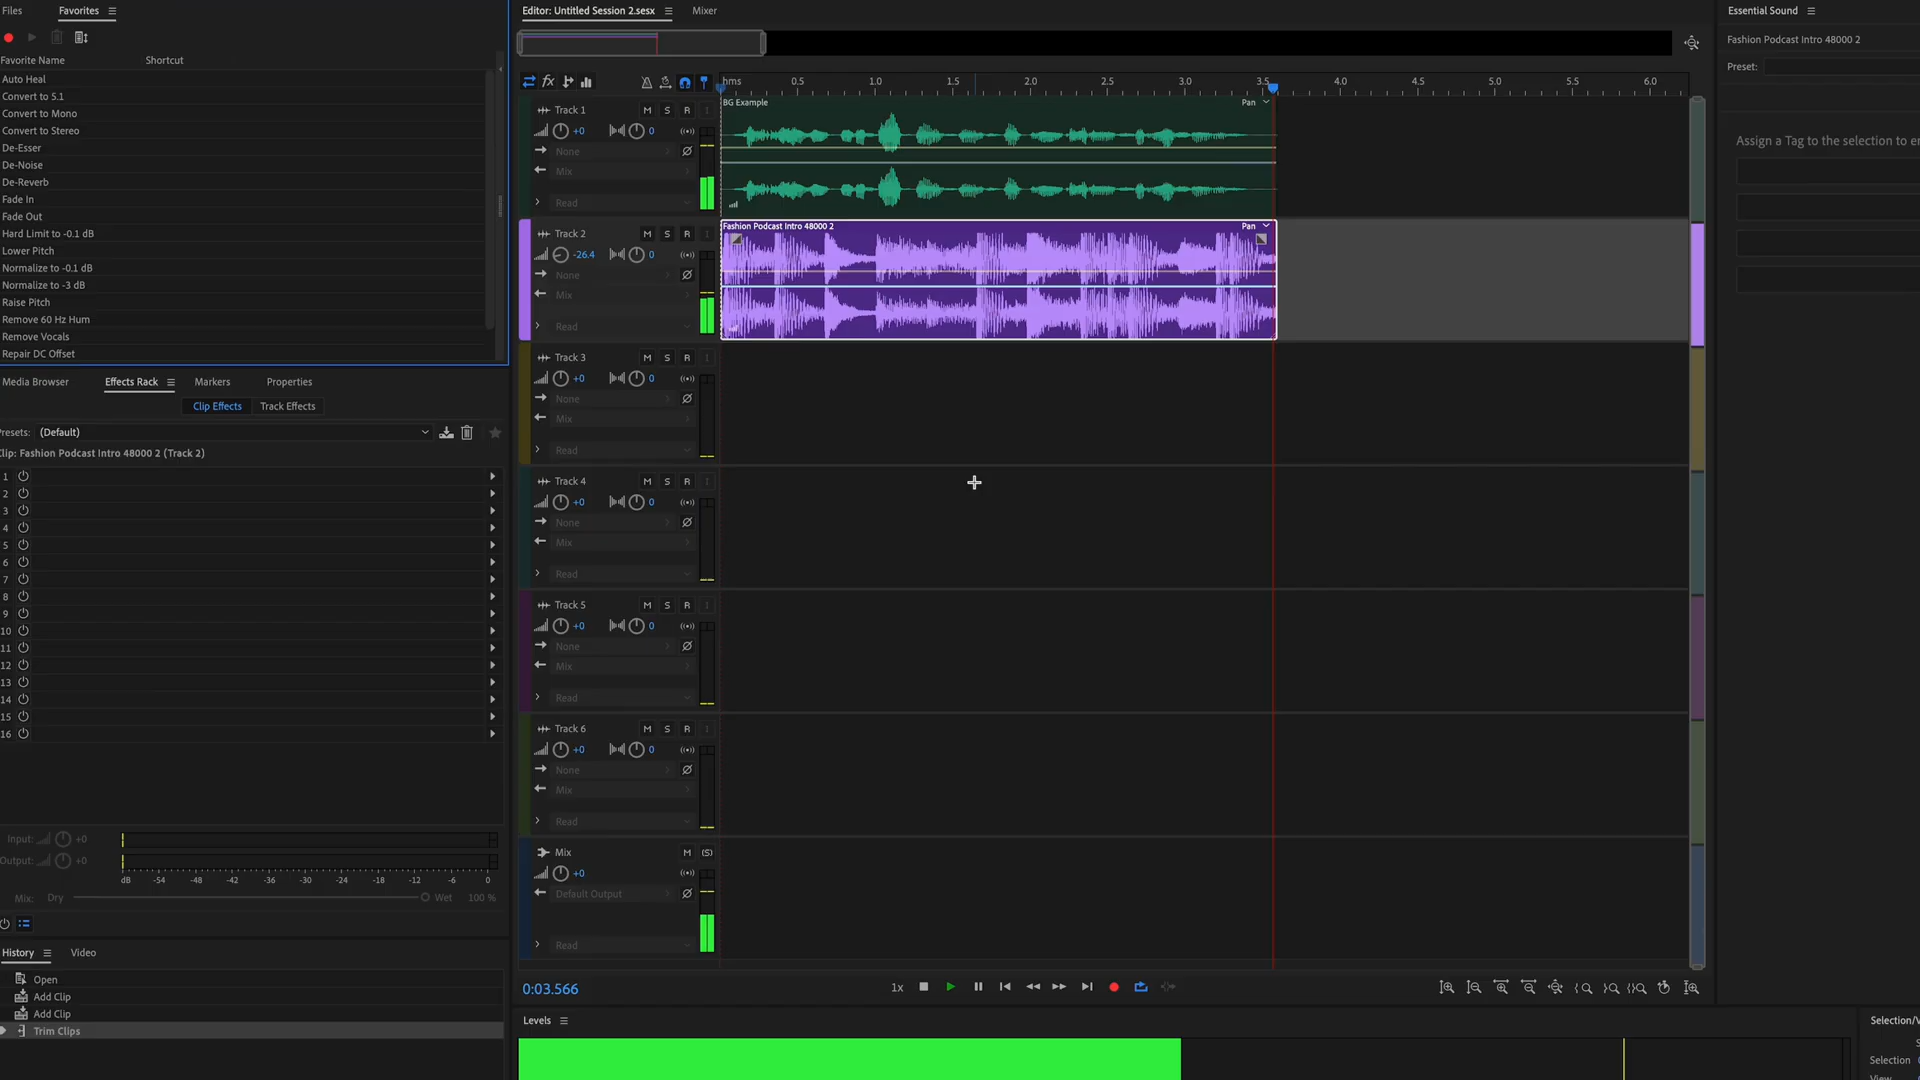 Files Favorites
Favorite Name Shortcut
Auto Heal
Convert to 5.1
Convert to Mono
Convert to Stereo
De-Esser
De-Noise
De-Reverb
Fade In
Fade Out
Hard Limit to -0.1 dB
Lower Pitch
Normalize to -0.1 dB
Normalize to -3 dB
Raise Pitch
Remove 60 Hz Hum
Remove Vocals
Repair DC Offset
Media Browser Effects Rack Markers Properties
Clip Effects Track Effects
Presets: (Default)
Clip: Fashion Podcast Intro 48000 2 (Track 2)
1
2
3
4
5
6
7
8
9
10
11
12
13
14
15
16
Input: +0
Output: +0
dB -54 -48 -42 -36 -30 -24 -18 -12 -6 0
Mix: Dry Wet 100 %
History Video
Open
Add Clip
Add Clip
Trim Clips
Editor: Untitled Session 2.sesx Mixer
fx hms 0.5 1.0 1.5 2.0 2.5 3.0 3.5 4.0 4.5 5.0 5.5 6.0
Track 1 M S R I
+0 0
None
Mix
Read
BG Example Pan
Track 2 M S R I
-26.4 0
None
Mix
Read
Fashion Podcast Intro 48000 2 Pan
Track 3 M S R I
+0 0
None
Mix
Read
Track 4 M S R I
+0 0
None
Mix
Read
Track 5 M S R I
+0 0
None
Mix
Read
Track 6 M S R I
+0 0
None
Mix
Read
Mix M (S)
+0
Default Output
Read
0:03.566 1x
Levels
Essential Sound
Fashion Podcast Intro 48000 2
Preset:
Assign a Tag to the selection to
Selection/
Selection
View